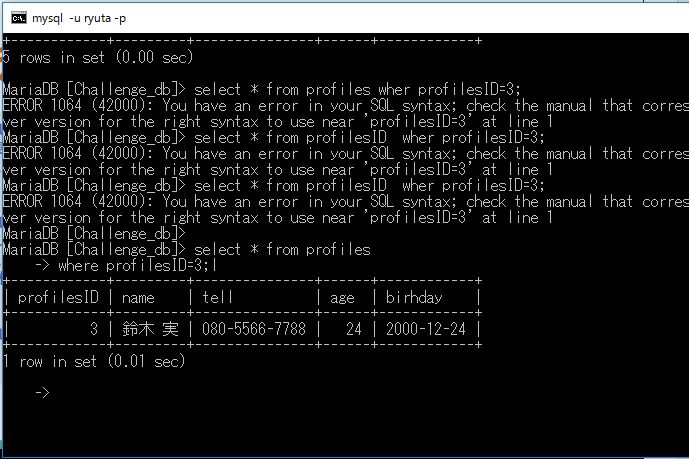 mysql -u ryuta -p
+------------+---------+---------------+------+------------+
5 rows in set (0.00 sec)
MariaDB [Challenge_db]> select * from profiles wher profilesID=3;
ERROR 1064 (42000): You have an error in your SQL syntax; check the manual that corres
ver version for the right syntax to use near 'profilesID=3' at line 1
MariaDB [Challenge_db]> select * from profilesID  wher profilesID=3;
ERROR 1064 (42000): You have an error in your SQL syntax; check the manual that corres
ver version for the right syntax to use near 'profilesID=3' at line 1
MariaDB [Challenge_db]> select * from profilesID  wher profilesID=3;
ERROR 1064 (42000): You have an error in your SQL syntax; check the manual that corres
ver version for the right syntax to use near 'profilesID=3' at line 1
MariaDB [Challenge_db]>
MariaDB [Challenge_db]> select * from profiles
    -> where profilesID=3;|
+------------+---------+---------------+------+------------+
| profilesID | name    | tell          | age  | birhday    |
+------------+---------+---------------+------+------------+
|          3 | 鈴木 実 | 080-5566-7788 |   24 | 2000-12-24 |
+------------+---------+---------------+------+------------+
1 row in set (0.01 sec)
    ->